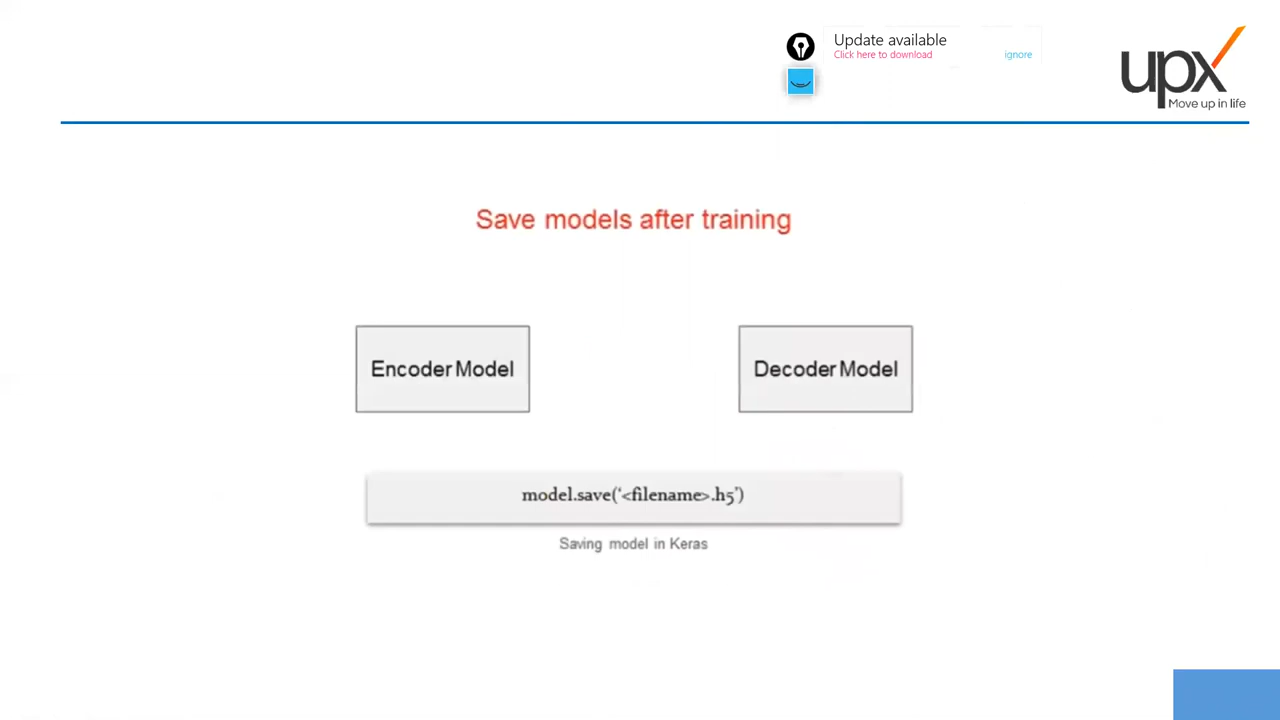 Update available
Click here to download ignore
upx
Move up in life
Save models after training
Encoder Model
Decoder Model
model.save(‘<filename>.h5’)
Saving model in Keras